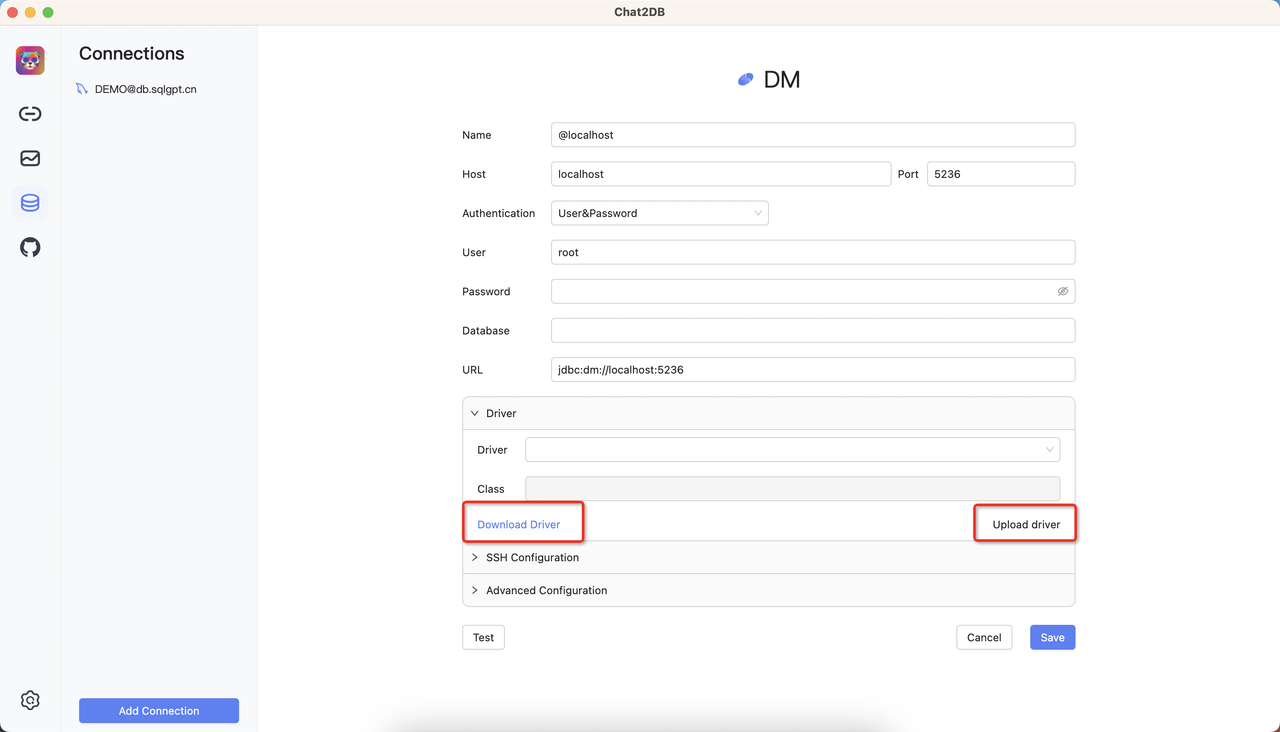 Chat2DB
Connections
DEMO@db.sqlgpt.cn
Add Connection
DM
Name @localhost
Host localhost Port 5236
Authentication User&Password
User root
Password
Database
URL jdbc:dm://localhost:5236
Driver
Driver
Class
Download Driver Upload driver
SSH Configuration
Advanced Configuration
Test Cancel Save